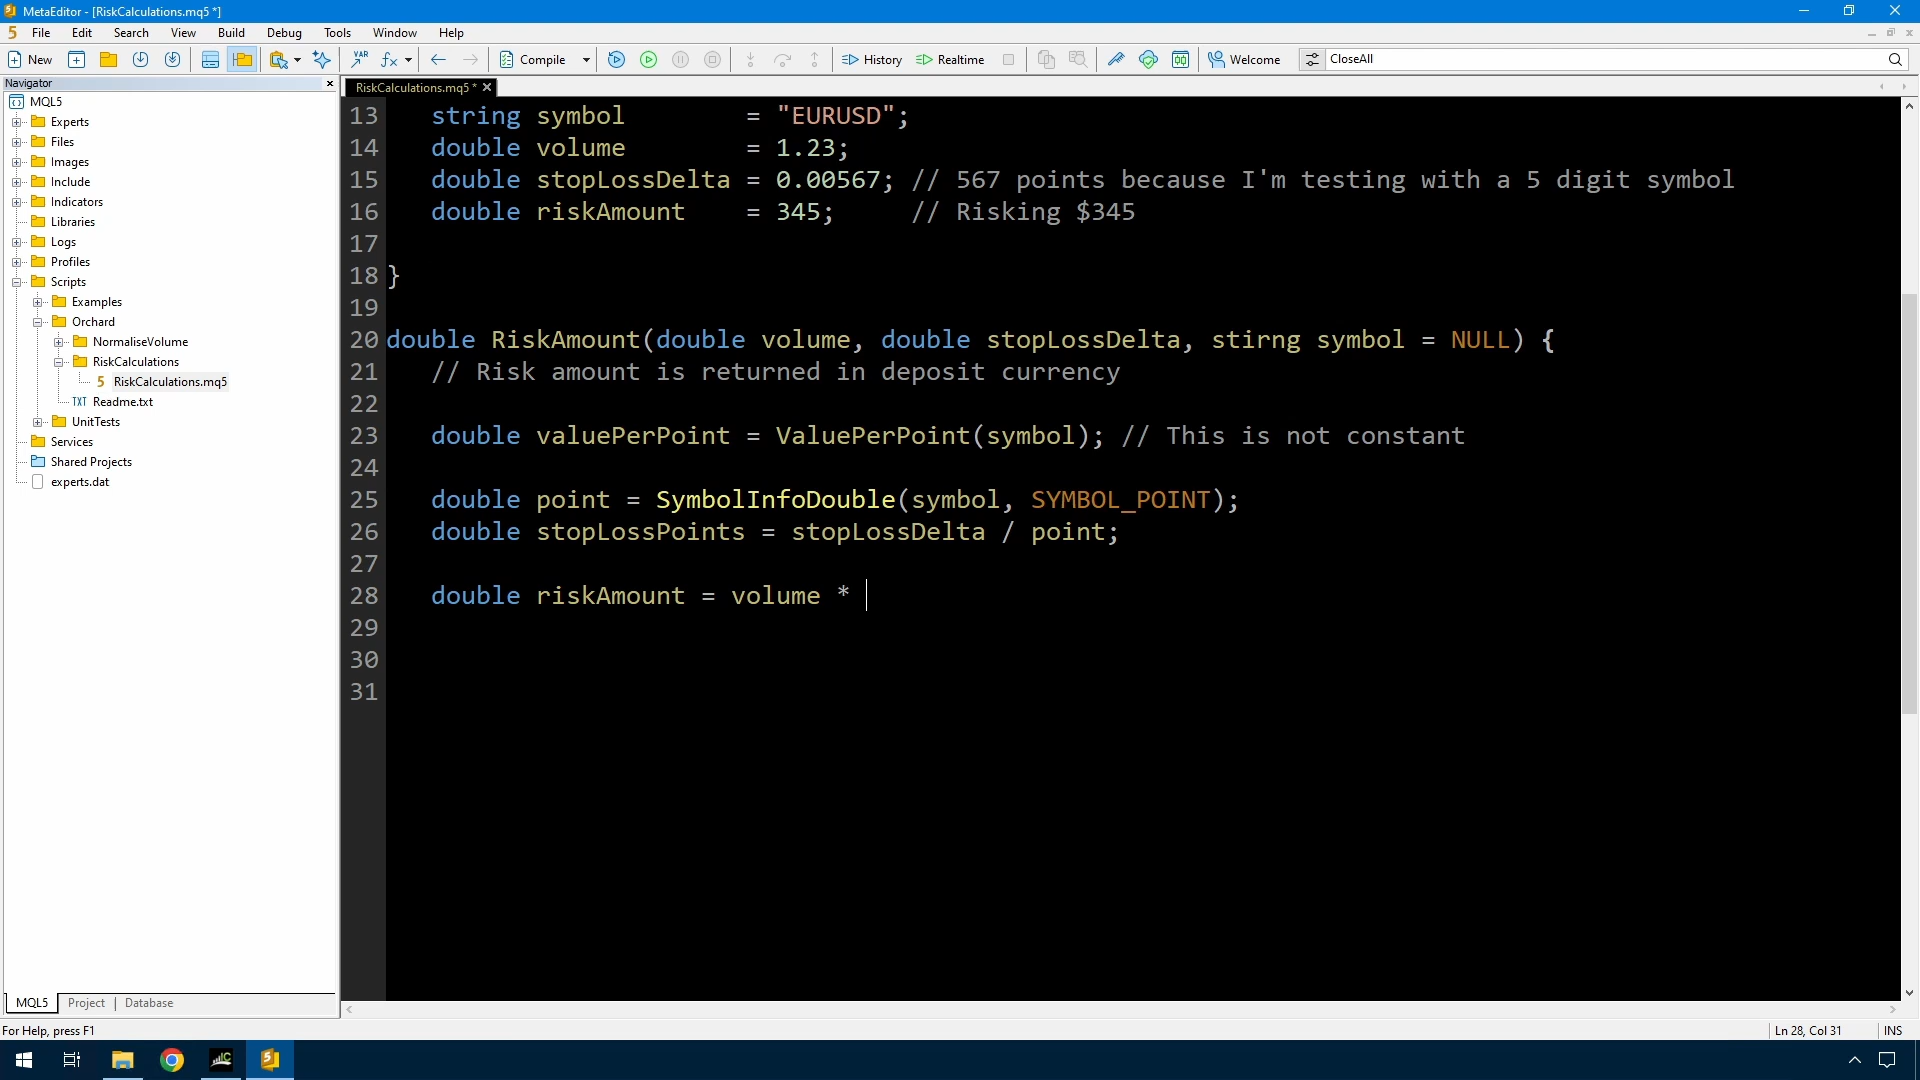 MetaEditor - [RiskCalculations.mq5 *]
File Edit Search View Build Debug Tools Window Help
New Compile History Realtime Welcome CloseAll
Navigator
RiskCalculations.mq5 *
MQL5
Experts
Files
Images
Include
Indicators
Libraries
Logs
Profiles
Scripts
Examples
Orchard
NormaliseVolume
RiskCalculations
RiskCalculations.mq5
Readme.txt
UnitTests
Services
Shared Projects
experts.dat
13 string symbol = "EURUSD";
14 double volume = 1.23;
15 double stopLossDelta = 0.00567; // 567 points because I'm testing with a 5 digit symbol
16 double riskAmount = 345; // Risking $345
17
18 }
19
20 double RiskAmount(double volume, double stopLossDelta, stirng symbol = NULL) {
21 // Risk amount is returned in deposit currency
22
23 double valuePerPoint = ValuePerPoint(symbol); // This is not constant
24
25 double point = SymbolInfoDouble(symbol, SYMBOL_POINT);
26 double stopLossPoints = stopLossDelta / point;
27
28 double riskAmount = volume *
29
30
31
MQL5 Project | Database
For Help, press F1
Ln 28, Col 31 INS